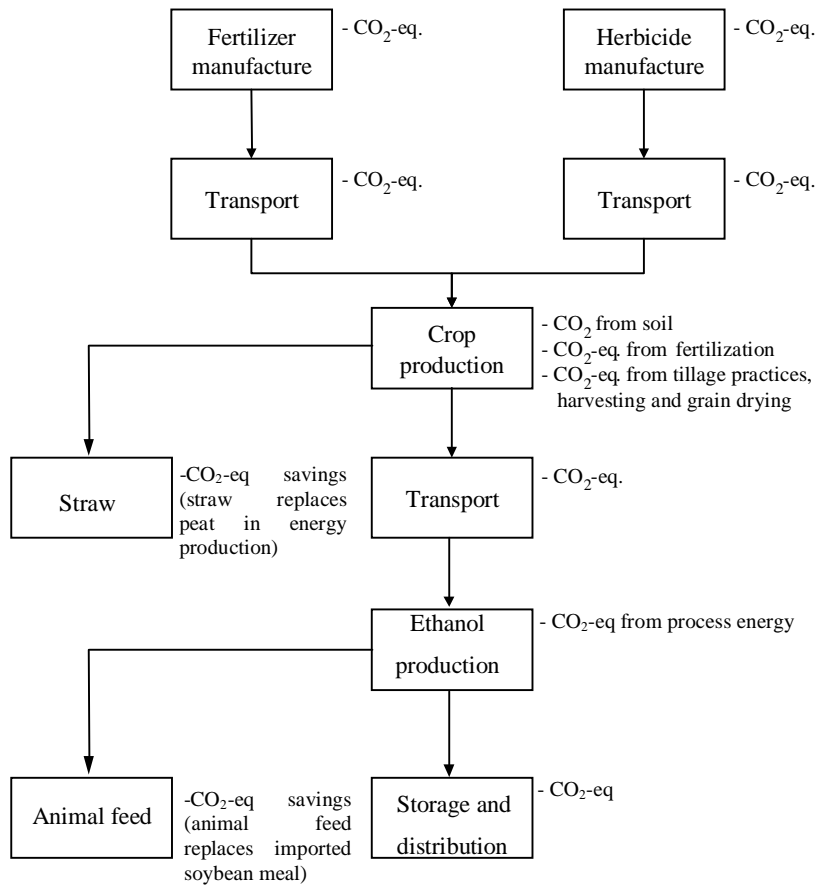 Fertilizer
manufacture
- CO2-eq.
Herbicide
manufacture
- CO2-eq.
Transport
- CO2-eq.
Transport
- CO2-eq.
Crop
production
- CO2 from soil
- CO2-eq. from fertilization
- CO2-eq. from tillage practices,
harvesting and grain drying
Straw
-CO2-eq savings
(straw replaces
peat in energy
production)
Transport
- CO2-eq.
Ethanol
production
- CO2-eq from process energy
Animal feed
-CO2-eq savings
(animal feed
replaces imported
soybean meal)
Storage and
distribution
- CO2-eq